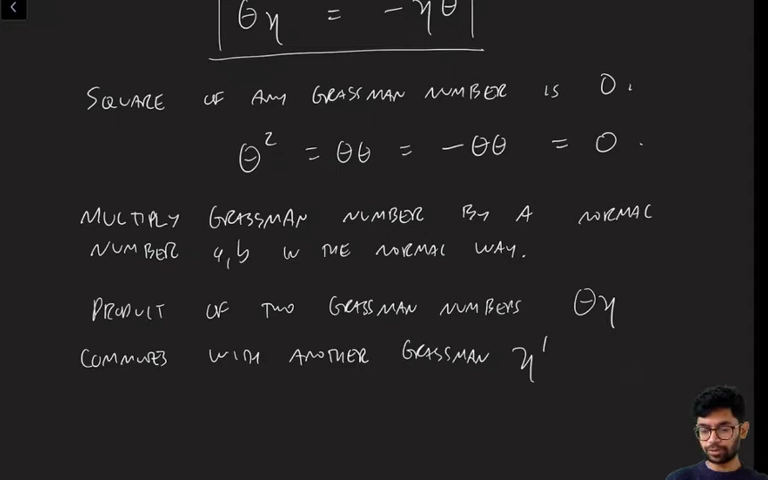 θη = -ηθ
SQUARE OF ANY GRASSMAN NUMBER IS 0.
θ² = θθ = -θθ = 0.
MULTIPLY GRASSMAN NUMBER BY A NORMAL
NUMBER a,b IN THE NORMAL WAY.
PRODUCT OF TWO GRASSMAN NUMBERS θη
COMMUTES WITH ANOTHER GRASSMAN η'